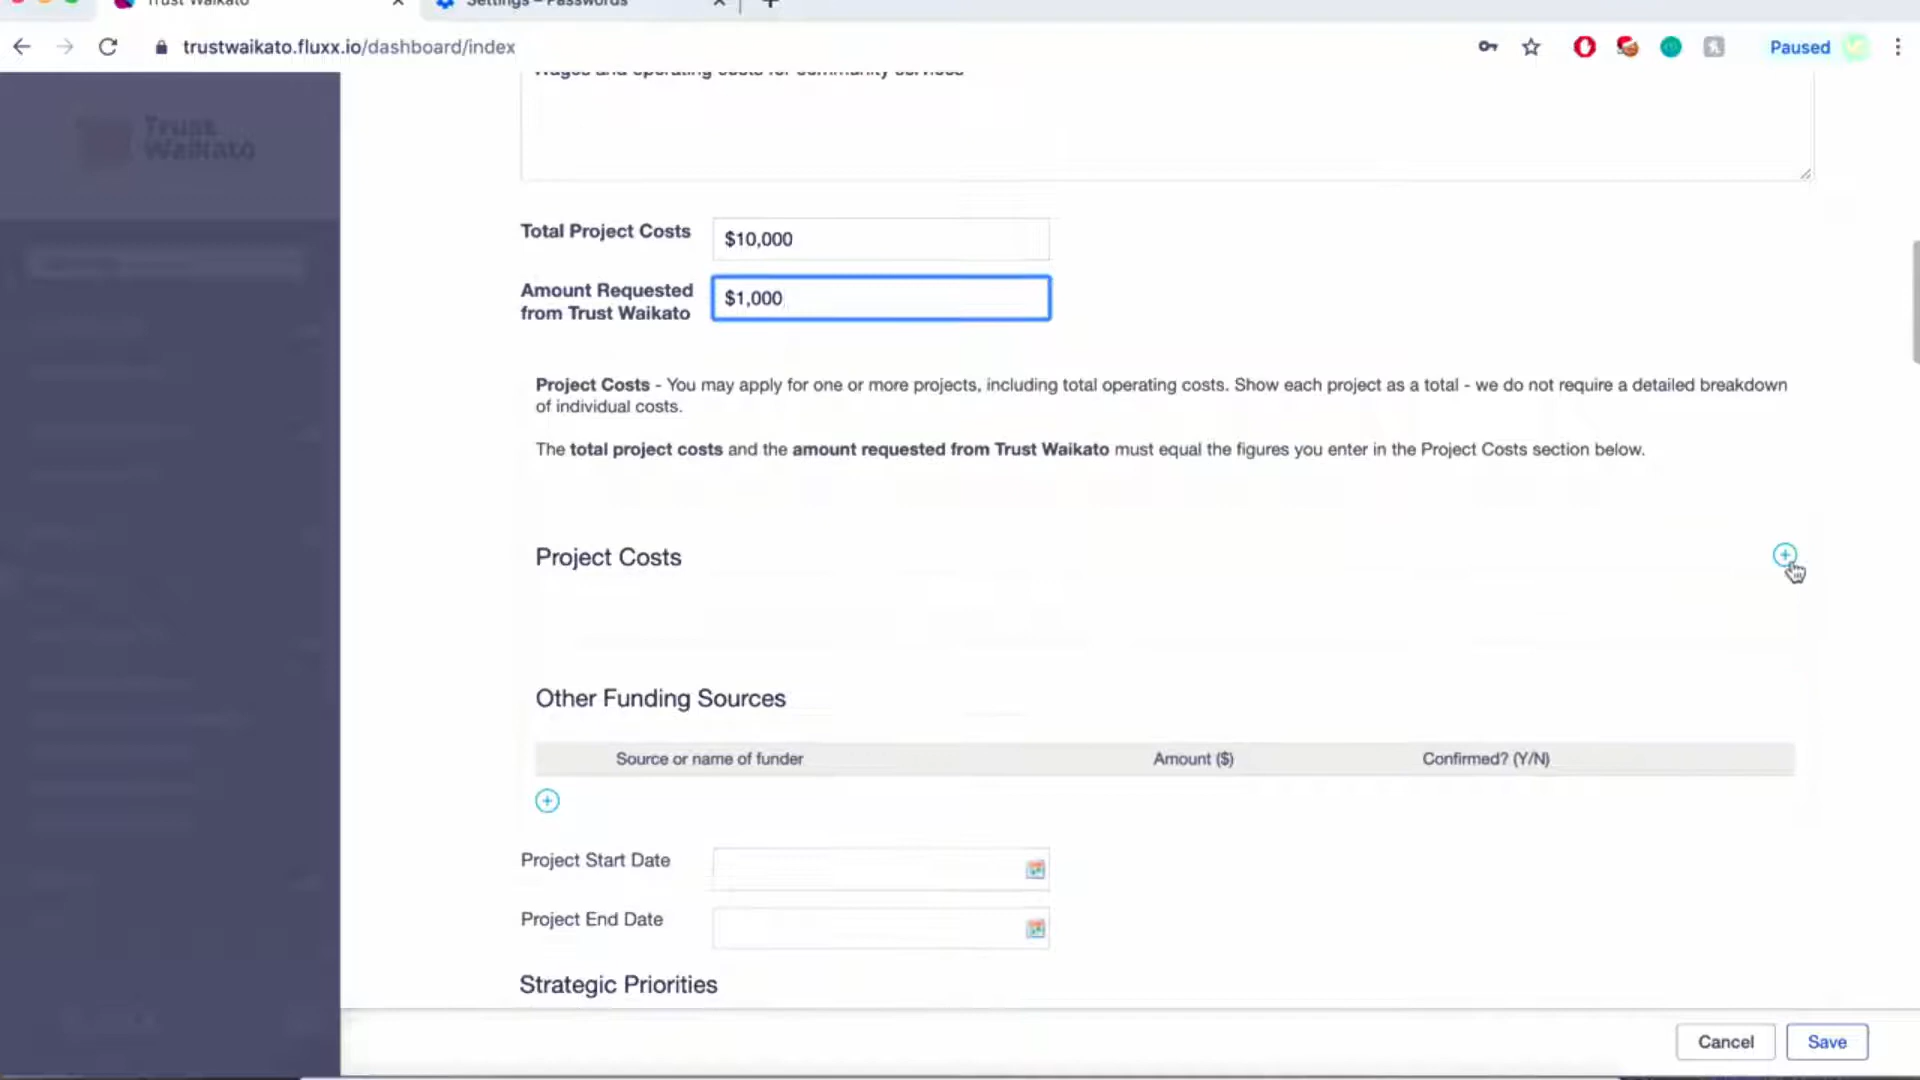 Trust Waikato
Settings – Passwords
trustwaikato.fluxx.io/dashboard/index
Paused
Trust
Waikato
Wages and operating costs for community services
Total Project Costs
$10,000
Amount Requested
from Trust Waikato
$1,000
Project Costs - You may apply for one or more projects, including total operating costs. Show each project as a total - we do not require a detailed breakdown
of individual costs.
The total project costs and the amount requested from Trust Waikato must equal the figures you enter in the Project Costs section below.
Project Costs
Other Funding Sources
Source or name of funder
Amount ($)
Confirmed? (Y/N)
Project Start Date
Project End Date
Strategic Priorities
Cancel
Save